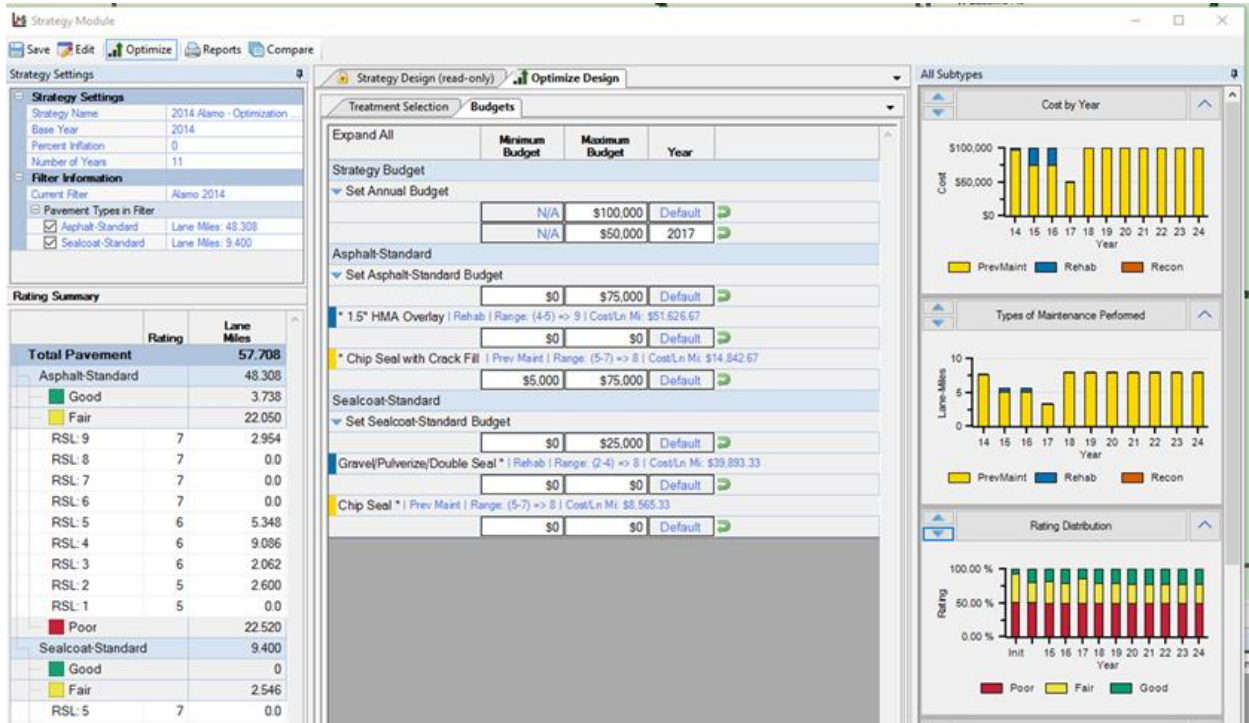 Strategy Module
Save Edit Optimize Reports Compare
Strategy Settings
Strategy Settings
Strategy Name 2014 Alamo - Optimization ...
Base Year 2014
Percent Inflation 0
Number of Years 11
Filter Information
Current Filter Alamo 2014
Pavement Types in Filter
Asphalt-Standard Lane Miles: 48.308
Sealcoat-Standard Lane Miles: 9.400
Rating Summary
Rating Lane Miles
Total Pavement 57.708
Asphalt-Standard 48.308
Good 3.738
Fair 22.050
RSL: 9 7 2.954
RSL: 8 7 0.0
RSL: 7 7 0.0
RSL: 6 7 0.0
RSL: 5 6 5.348
RSL: 4 6 9.086
RSL: 3 6 2.062
RSL: 2 5 2.600
RSL: 1 5 0.0
Poor 22.520
Sealcoat-Standard 9.400
Good 0
Fair 2.546
RSL: 5 7 0.0
Strategy Design (read-only) Optimize Design
Treatment Selection Budgets
Expand All Minimum Budget Maximum Budget Year
Strategy Budget
Set Annual Budget
N/A $100,000 Default
N/A $50,000 2017
Asphalt-Standard
Set Asphalt-Standard Budget
$0 $75,000 Default
* 1.5" HMA Overlay | Rehab | Range: (4-5) => 9 | Cost/Ln Mi: $51,626.67
$0 $0 Default
* Chip Seal with Crack Fill | Prev Maint | Range: (5-7) => 8 | Cost/Ln Mi: $14,842.67
$5,000 $75,000 Default
Sealcoat-Standard
Set Sealcoat-Standard Budget
$0 $25,000 Default
Gravel/Pulverize/Double Seal * | Rehab | Range: (2-4) => 8 | Cost/Ln Mi: $39,893.33
$0 $0 Default
Chip Seal * | Prev Maint | Range: (5-7) => 8 | Cost/Ln Mi: $8,565.33
$0 $0 Default
All Subtypes
Cost by Year
$100,000
$50,000
$0
Cost
14 15 16 17 18 19 20 21 22 23 24
Year
PrevMaint Rehab Recon
Types of Maintenance Performed
10
5
0
Lane-Miles
14 15 16 17 18 19 20 21 22 23 24
Year
PrevMaint Rehab Recon
Rating Distribution
100.00 %
50.00 %
0.00 %
Rating
Init 15 16 17 18 19 20 21 22 23 24
Year
Poor Fair Good